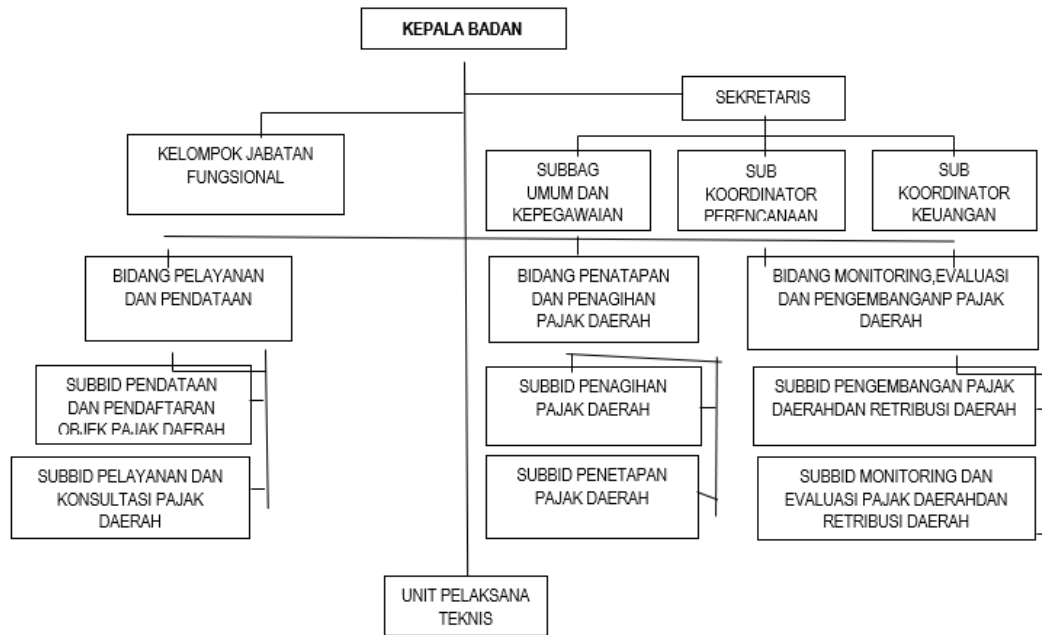 KEPALA BADAN
SEKRETARIS
KELOMPOK JABATAN
FUNGSIONAL
SUBBAG
UMUM DAN
KEPEGAWAIAN
SUB
KOORDINATOR
PERENCANAAN
SUB
KOORDINATOR
KEUANGAN
BIDANG PELAYANAN
DAN PENDATAAN
BIDANG PENATAPAN
DAN PENAGIHAN
PAJAK DAERAH
BIDANG MONITORING,EVALUASI
DAN PENGEMBANGANP PAJAK
DAERAH
SUBBID PENDATAAN
DAN PENDAFTARAN
OBJEK PAJAK DAERAH
SUBBID PENAGIHAN
PAJAK DAERAH
SUBBID PENGEMBANGAN PAJAK
DAERAHDAN RETRIBUSI DAERAH
SUBBID PELAYANAN DAN
KONSULTASI PAJAK
DAERAH
SUBBID PENETAPAN
PAJAK DAERAH
SUBBID MONITORING DAN
EVALUASI PAJAK DAERAHDAN
RETRIBUSI DAERAH
UNIT PELAKSANA
TEKNIS